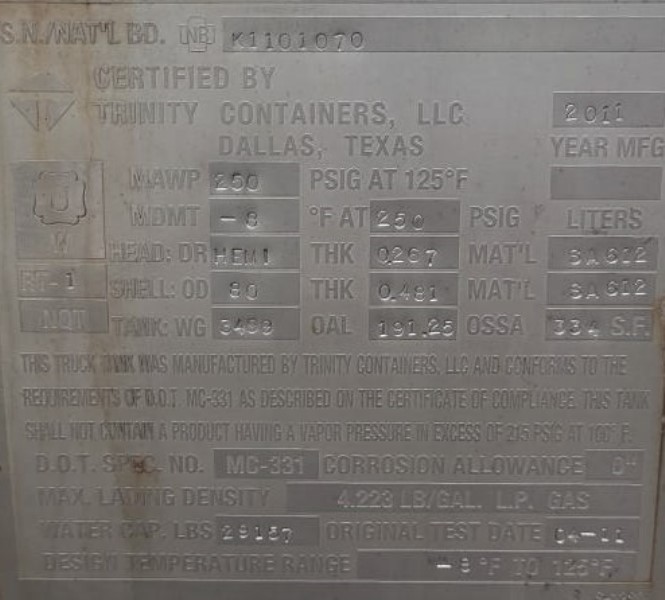 S.N./NAT'L BD. NB K1101070
CERTIFIED BY
TRINITY CONTAINERS, LLC 2011
DALLAS, TEXAS YEAR MFG
MAWP 250 PSIG AT 125°F
MDMT -8 °F AT 250 PSIG LITERS
U
W HEAD: DR HEMI THK 0.267 MAT'L SA612
RT-1 SHELL: OD 80 THK 0.481 MAT'L SA612
NQT TANK: WG 3499 OAL 191.25 OSSA 334 S.F.
THIS TRUCK TANK WAS MANUFACTURED BY TRINITY CONTAINERS, LLC AND CONFORMS TO THE
REQUIREMENTS OF D.O.T. MC-331 AS DESCRIBED ON THE CERTIFICATE OF COMPLIANCE. THIS TANK
SHALL NOT CONTAIN A PRODUCT HAVING A VAPOR PRESSURE IN EXCESS OF 215 PSIG AT 100° F.
D.O.T. SPEC. NO. MC-331 CORROSION ALLOWANCE 0"
MAX. LADING DENSITY 4.223 LB/GAL. L.P. GAS
WATER CAP. LBS 29157 ORIGINAL TEST DATE 04-11
DESIGN TEMPERATURE RANGE -8 °F TO 125°F